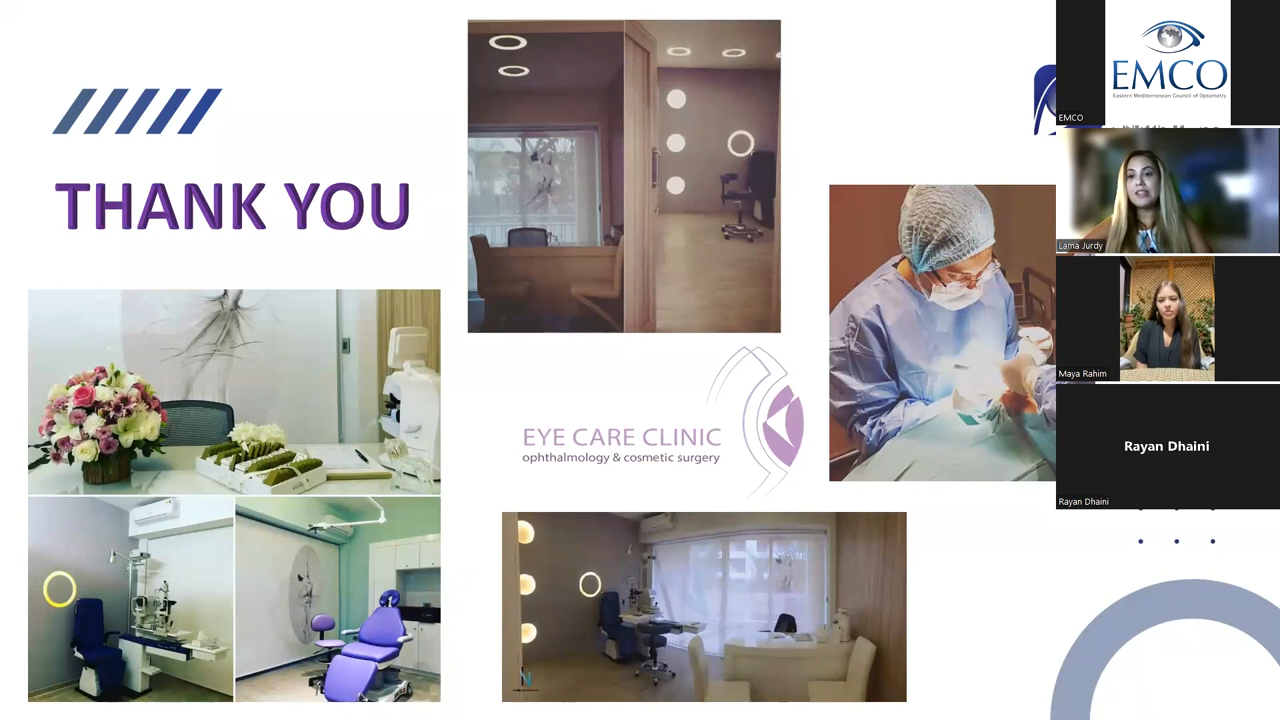 THANK YOU
EYE CARE CLINIC
ophthalmology & cosmetic surgery
EMCO
Eastern Mediterranean Council of Optometry
EMCO
Lama Jurdy
Maya Rahim
Rayan Dhaini
Rayan Dhaini